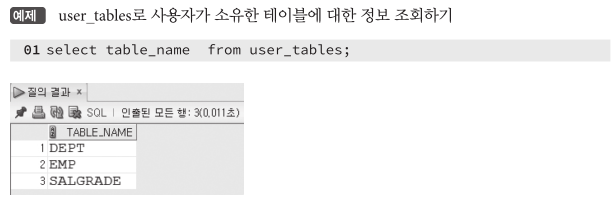 예제 user_tables로 사용자가 소유한 테이블에 대한 정보 조회하기
01 select table_name from user_tables;
질의 결과 x
SQL | 인출된 모든 행: 3(0,011초)
TABLE_NAME
1 DEPT
2 EMP
3 SALGRADE